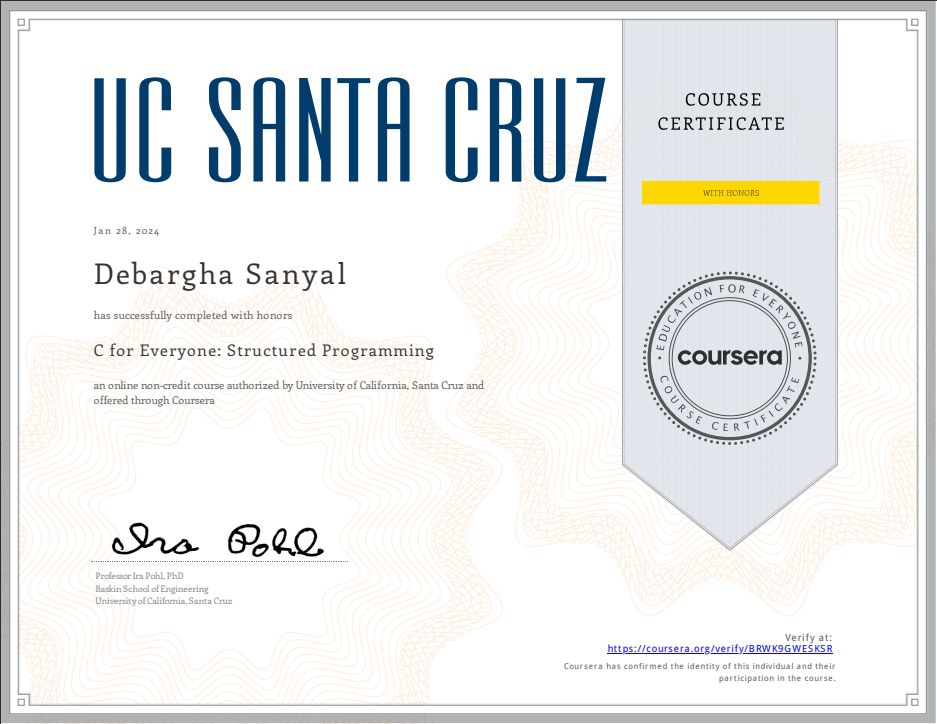 UC SANTA CRUZ
COURSE
CERTIFICATE
WITH HONORS
Jan 28, 2024
Debargha Sanyal
has successfully completed with honors
C for Everyone: Structured Programming
an online non-credit course authorized by University of California, Santa Cruz and
offered through Coursera
EDUCATION FOR EVERYONE
coursera
COURSE CERTIFICATE
Ira Pohl
Professor Ira Pohl, PhD
Baskin School of Engineering
University of California, Santa Cruz
Verify at:
https://coursera.org/verify/BRWK9GWESKSR
Coursera has confirmed the identity of this individual and their
participation in the course.